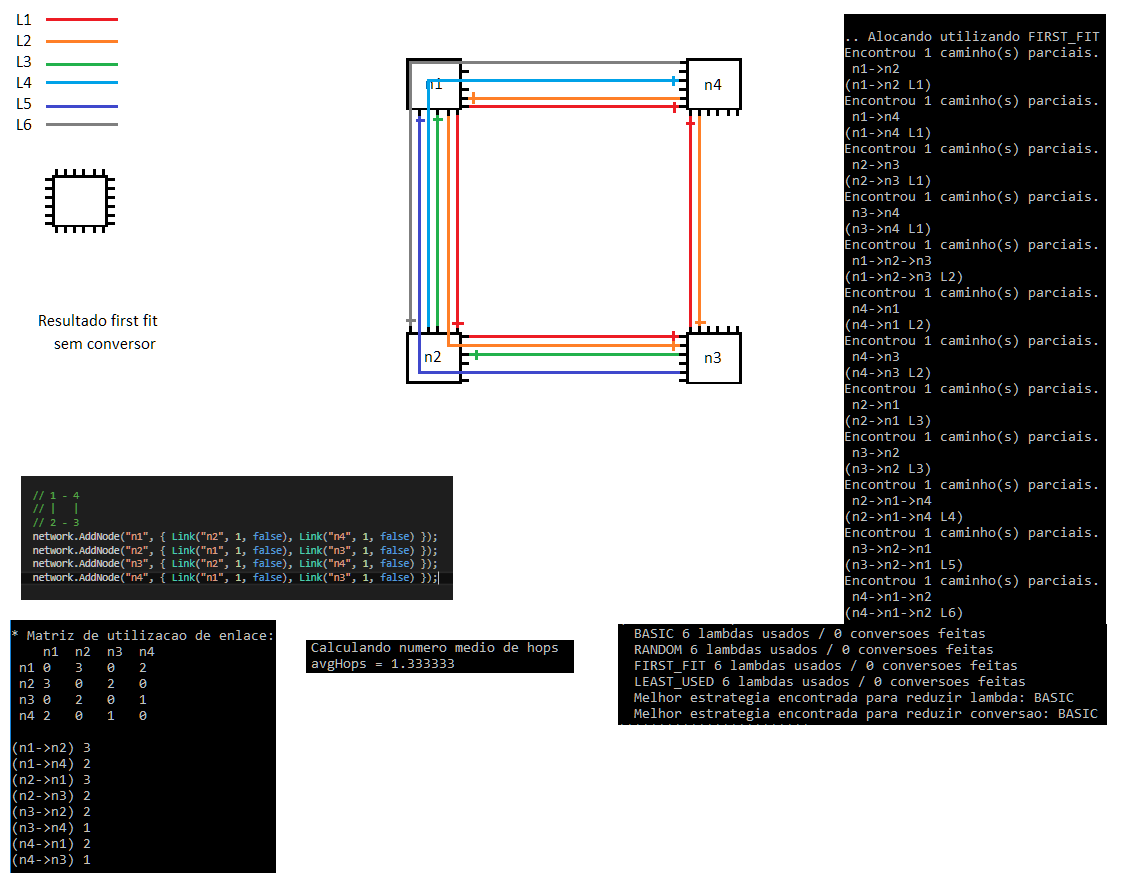 L1
L2
L3
L4
L5
L6
Resultado first fit
sem conversor
n1
n4
n2
n3
.. Alocando utilizando FIRST_FIT
Encontrou 1 caminho(s) parciais.
n1->n2
(n1->n2 L1)
Encontrou 1 caminho(s) parciais.
n1->n4
(n1->n4 L1)
Encontrou 1 caminho(s) parciais.
n2->n3
(n2->n3 L1)
Encontrou 1 caminho(s) parciais.
n3->n4
(n3->n4 L1)
Encontrou 1 caminho(s) parciais.
n1->n2->n3
(n1->n2->n3 L2)
Encontrou 1 caminho(s) parciais.
n4->n1
(n4->n1 L2)
Encontrou 1 caminho(s) parciais.
n4->n3
(n4->n3 L2)
Encontrou 1 caminho(s) parciais.
n2->n1
(n2->n1 L3)
Encontrou 1 caminho(s) parciais.
n3->n2
(n3->n2 L3)
Encontrou 1 caminho(s) parciais.
n2->n1->n4
(n2->n1->n4 L4)
Encontrou 1 caminho(s) parciais.
n3->n2->n1
(n3->n2->n1 L5)
Encontrou 1 caminho(s) parciais.
n4->n1->n2
(n4->n1->n2 L6)
// 1 - 4
// | |
// 2 - 3
network.AddNode("n1", { Link("n2", 1, false), Link("n4", 1, false) });
network.AddNode("n2", { Link("n1", 1, false), Link("n3", 1, false) });
network.AddNode("n3", { Link("n2", 1, false), Link("n4", 1, false) });
network.AddNode("n4", { Link("n1", 1, false), Link("n3", 1, false) });
* Matriz de utilizacao de enlace:
n1 n2 n3 n4
n1 0 3 0 2
n2 3 0 2 0
n3 0 2 0 1
n4 2 0 1 0
(n1->n2) 3
(n1->n4) 2
(n2->n1) 3
(n2->n3) 2
(n3->n2) 2
(n3->n4) 1
(n4->n1) 2
(n4->n3) 1
Calculando numero medio de hops
avgHops = 1.333333
BASIC 6 lambdas usados / 0 conversoes feitas
RANDOM 6 lambdas usados / 0 conversoes feitas
FIRST_FIT 6 lambdas usados / 0 conversoes feitas
LEAST_USED 6 lambdas usados / 0 conversoes feitas
Melhor estrategia encontrada para reduzir lambda: BASIC
Melhor estrategia encontrada para reduzir conversao: BASIC